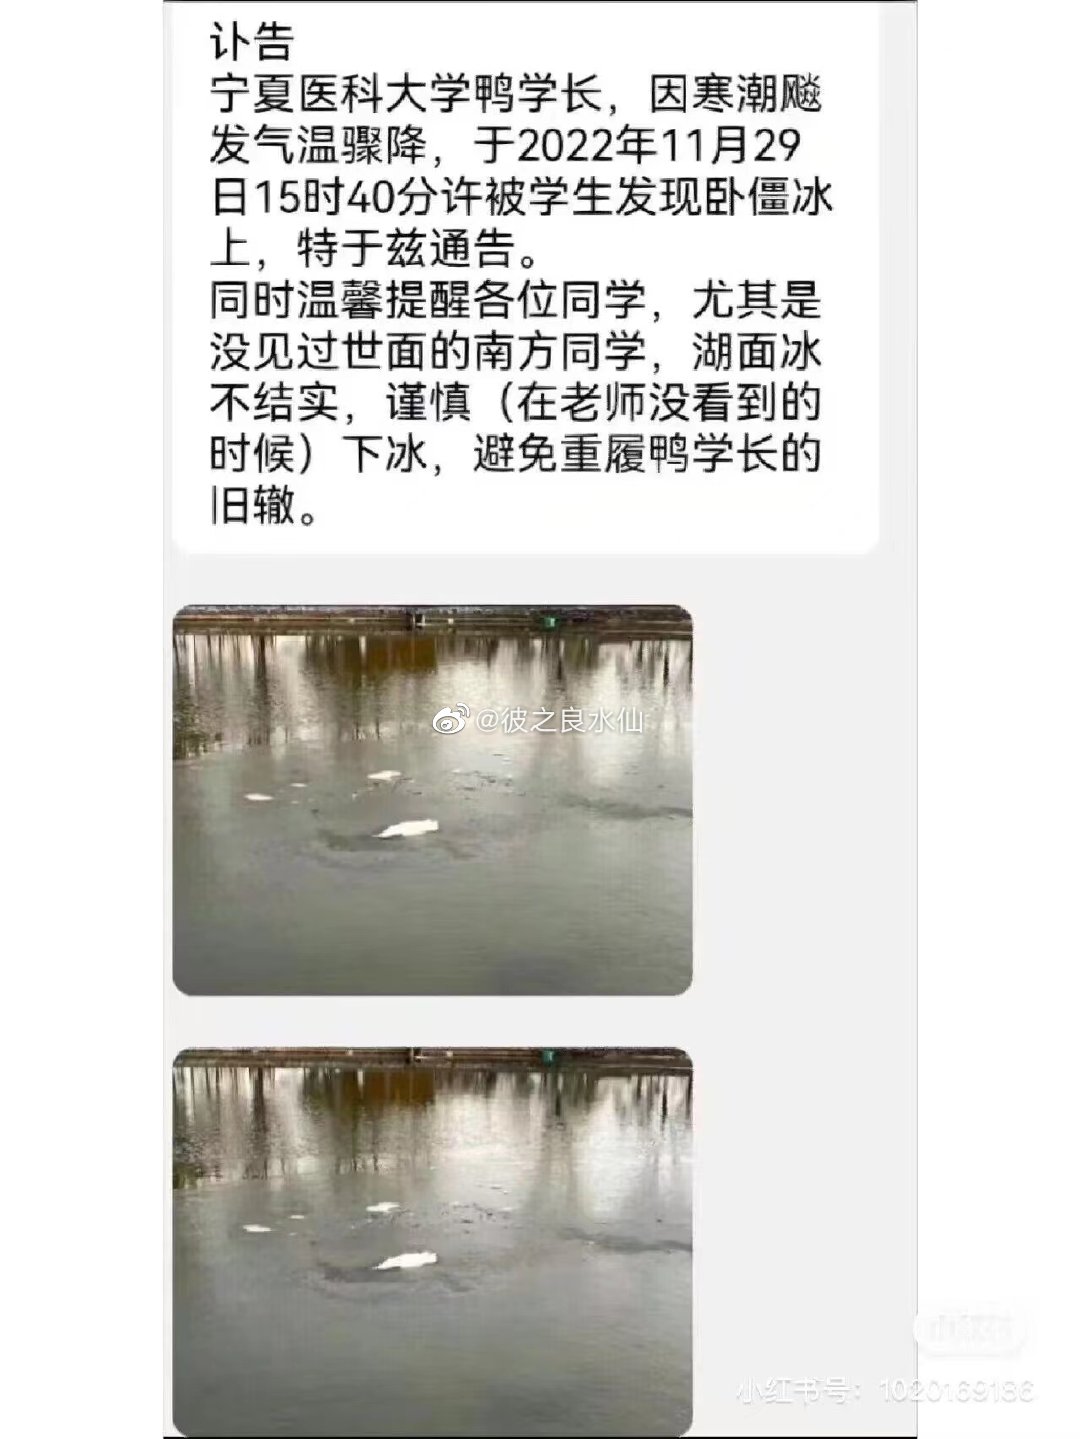 讣告
宁夏医科大学鸭学长，因寒潮飚
发气温骤降，于2022年11月29
日15时40分许被学生发现卧僵冰
上，特于兹通告。
同时温馨提醒各位同学，尤其是
没见过世面的南方同学，湖面冰
不结实，谨慎（在老师没看到的
时候）下冰，避免重履鸭学长的
旧辙。
@彼之良水仙
小红书号：1020169186